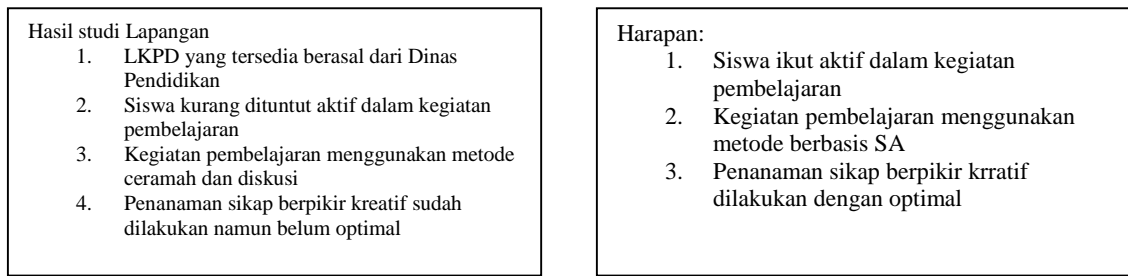 Hasil studi Lapangan
1. LKPD yang tersedia berasal dari Dinas
Pendidikan
2. Siswa kurang dituntut aktif dalam kegiatan
pembelajaran
3. Kegiatan pembelajaran menggunakan metode
ceramah dan diskusi
4. Penanaman sikap berpikir kreatif sudah
dilakukan namun belum optimal
Harapan:
1. Siswa ikut aktif dalam kegiatan
pembelajaran
2. Kegiatan pembelajaran menggunakan
metode berbasis SA
3. Penanaman sikap berpikir krratif
dilakukan dengan optimal